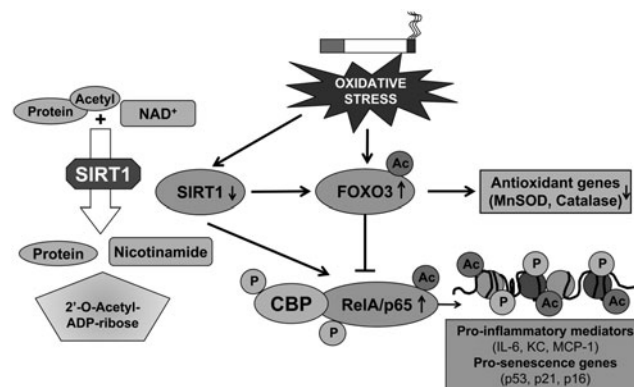 OXIDATIVE
STRESS
Acetyl
Protein
+
NAD⁺
SIRT1
Protein
Nicotinamide
2'-O-Acetyl-
ADP-ribose
SIRT1↓
Ac
FOXO3↑
Antioxidant genes
(MnSOD, Catalase)↓
P
CBP
P
Ac
RelA/p65↑
Ac
P
P
Ac
P
Ac
Pro-inflammatory mediators
(IL-6, KC, MCP-1)
Pro-senescence genes
(p53, p21, p16)